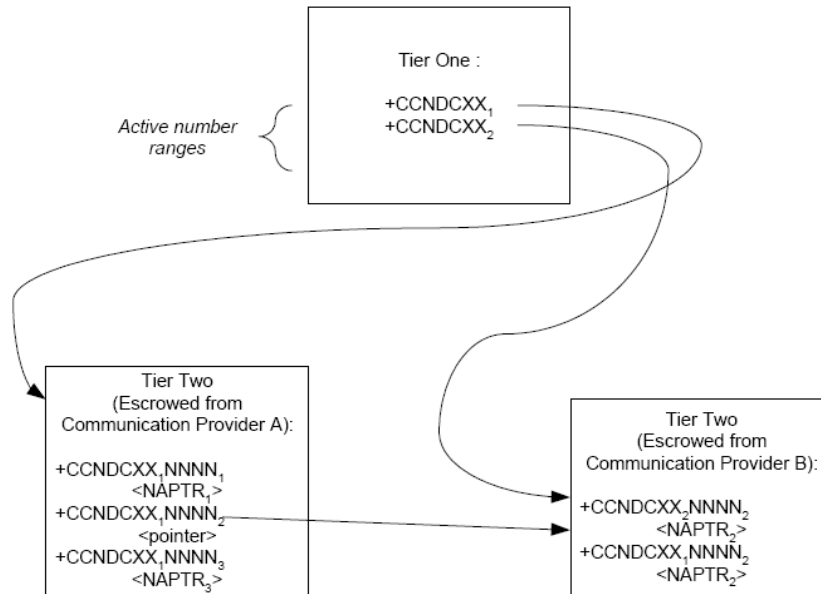 Tier One :
+CCNDCXX₁
+CCNDCXX₂
Active number
ranges
Tier Two
(Escrowed from
Communication Provider A):
+CCNDCXX₁NNNN₁
<NAPTR₁>
+CCNDCXX₁NNNN₂
<pointer>
+CCNDCXX₁NNNN₃
<NAPTR₃>
Tier Two
(Escrowed from
Communication Provider B):
+CCNDCXX₂NNNN₂
<NAPTR₂>
+CCNDCXX₁NNNN₂
<NAPTR₂>